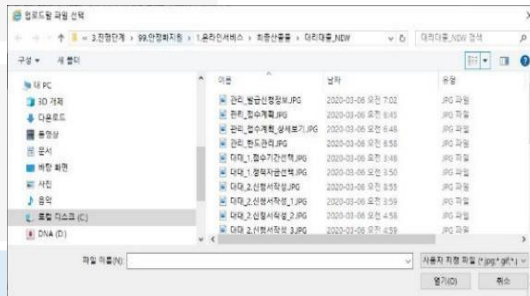 업로드할 파일 선택
« 3.진행단계 > 99.안정화지원 > 1.온라인서비스 > 최종산출물 > 대리대출_NEW
대리대출_NEW 검색
구성 ▼ 새 폴더
이름 날짜 유형
내 PC
3D 개체
다운로드
동영상
문서
바탕 화면
사진
음악
로컬 디스크 (C:)
DNA (D:)
관리_발급신청정보.JPG 2020-03-06 오전 7:02 JPG 파일
관리_접수계획.JPG 2020-03-06 오전 6:45 JPG 파일
관리_접수계획_상세보기.JPG 2020-03-06 오전 6:46 JPG 파일
관리_한도관리.JPG 2020-03-06 오전 6:58 JPG 파일
대대_1.접수기간선택.JPG 2020-03-06 오전 3:48 JPG 파일
대대_1.정책자금선택.JPG 2020-03-06 오전 3:50 JPG 파일
대대_2.신청서작성.JPG 2020-03-06 오전 3:55 JPG 파일
대대_2.신청서작성_1.JPG 2020-03-06 오전 3:59 JPG 파일
대대_2.신청서작성_2.JPG 2020-03-06 오전 4:58 JPG 파일
대대_2.신청서작성_3.JPG 2020-03-06 오전 4:59 JPG 파일
파일 이름(N):
사용자 지정 파일 (*.jpg;*.gif;*.)
열기(O) 취소